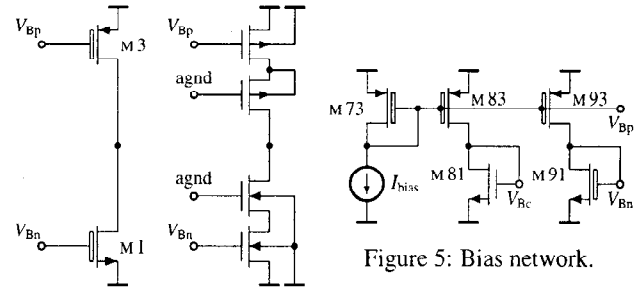 V_Bp
M3
V_Bn
M1
V_Bp
agnd
agnd
V_Bn
M73
M83
M93
V_Bp
I_bias
M81
V_Bc
M91
V_Bn
Figure 5: Bias network.